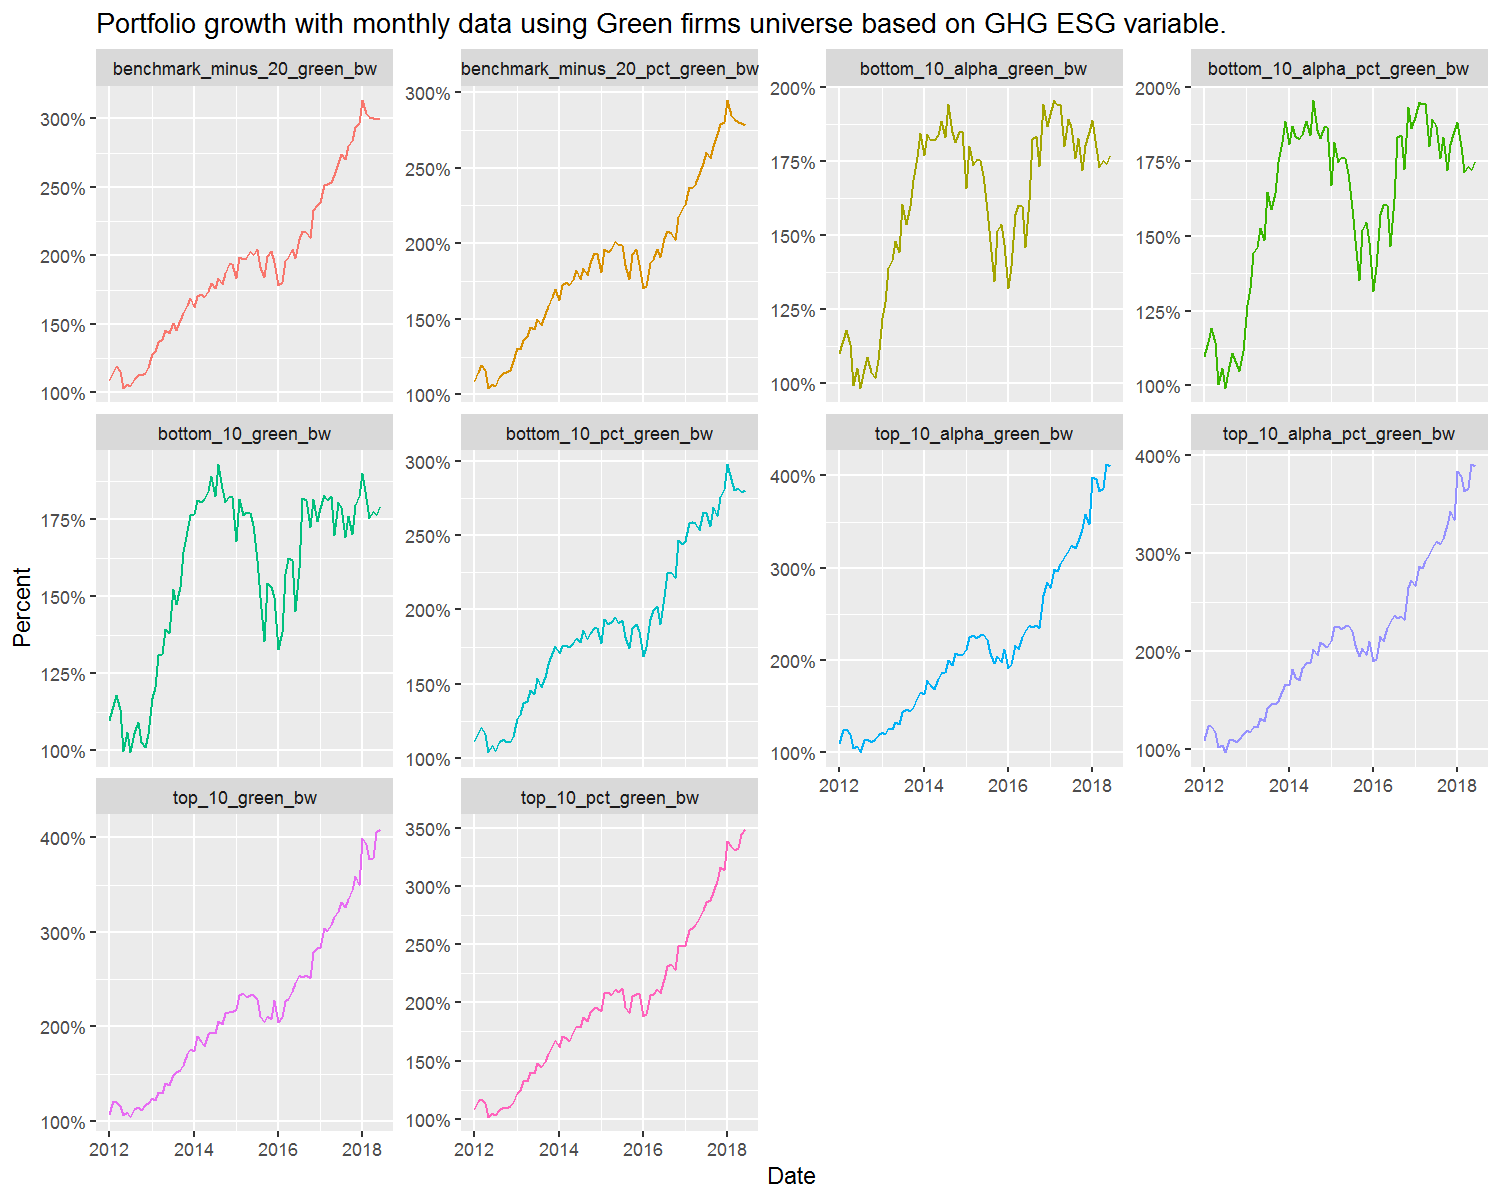 Portfolio growth with monthly data using Green firms universe based on GHG ESG variable.
benchmark_minus_20_green_bw
benchmark_minus_20_pct_green_bw
bottom_10_alpha_green_bw
bottom_10_alpha_pct_green_bw
300%
250%
200%
150%
100%
300%
250%
200%
150%
100%
200%
175%
150%
125%
100%
200%
175%
150%
125%
100%
bottom_10_green_bw
bottom_10_pct_green_bw
top_10_alpha_green_bw
top_10_alpha_pct_green_bw
175%
150%
125%
100%
300%
250%
200%
150%
100%
400%
300%
200%
100%
400%
300%
200%
100%
2012 2014 2016 2018
2012 2014 2016 2018
top_10_green_bw
top_10_pct_green_bw
400%
300%
200%
100%
350%
300%
250%
200%
150%
100%
2012 2014 2016 2018
2012 2014 2016 2018
Percent
Date